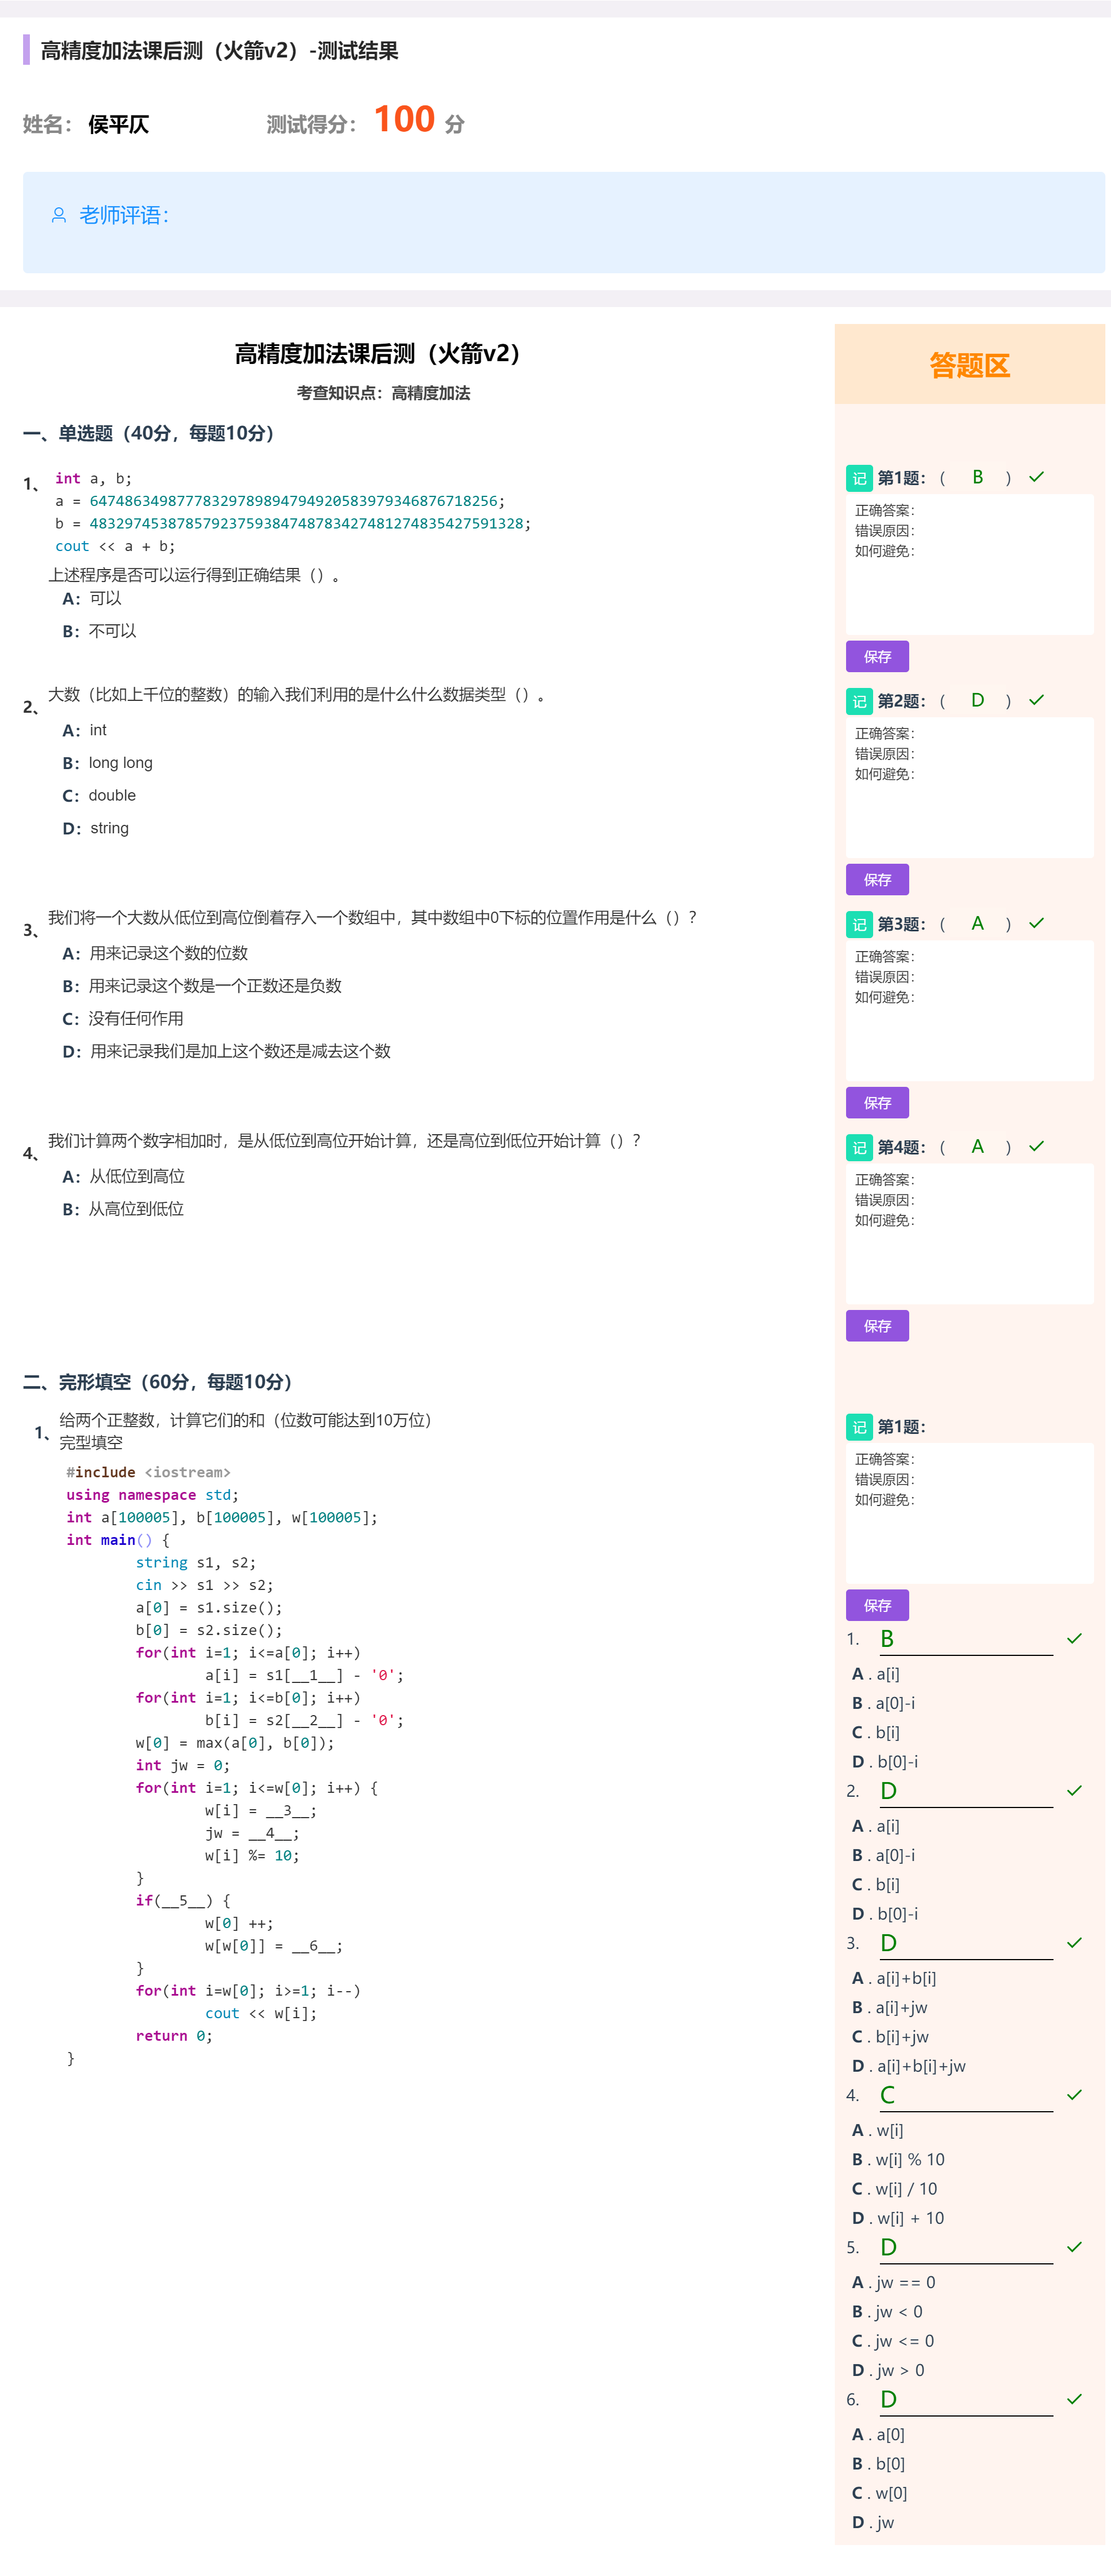 高精度加法课后测（火箭v2）-测试结果
姓名： 侯平仄 测试得分： 100 分
老师评语：
高精度加法课后测（火箭v2）
考查知识点：高精度加法
一、单选题（40分，每题10分）
1、
int a, b;
a = 64748634987778329789894794920583979346876718256;
b = 48329745387857923759384748783427481274835427591328;
cout << a + b;
上述程序是否可以运行得到正确结果（）。
A：可以
B：不可以
2、
大数（比如上千位的整数）的输入我们利用的是什么什么数据类型（）。
A：int
B：long long
C：double
D：string
3、
我们将一个大数从低位到高位倒着存入一个数组中，其中数组中0下标的位置作用是什么（）？
A：用来记录这个数的位数
B：用来记录这个数是一个正数还是负数
C：没有任何作用
D：用来记录我们是加上这个数还是减去这个数
4、
我们计算两个数字相加时，是从低位到高位开始计算，还是高位到低位开始计算（）？
A：从低位到高位
B：从高位到低位
二、完形填空（60分，每题10分）
1、
给两个正整数，计算它们的和（位数可能达到10万位）
完型填空
#include <iostream>
using namespace std;
int a[100005], b[100005], w[100005];
int main() {
string s1, s2;
cin >> s1 >> s2;
a[0] = s1.size();
b[0] = s2.size();
for(int i=1; i<=a[0]; i++)
a[i] = s1[__1__] - '0';
for(int i=1; i<=b[0]; i++)
b[i] = s2[__2__] - '0';
w[0] = max(a[0], b[0]);
int jw = 0;
for(int i=1; i<=w[0]; i++) {
w[i] = __3__;
jw = __4__;
w[i] %= 10;
}
if(__5__) {
w[0] ++;
w[w[0]] = __6__;
}
for(int i=w[0]; i>=1; i--)
cout << w[i];
return 0;
}
答题区
记 第1题：（ B ） ✓
正确答案：
错误原因：
如何避免：
保存
记 第2题：（ D ） ✓
正确答案：
错误原因：
如何避免：
保存
记 第3题：（ A ） ✓
正确答案：
错误原因：
如何避免：
保存
记 第4题：（ A ） ✓
正确答案：
错误原因：
如何避免：
保存
记 第1题：
正确答案：
错误原因：
如何避免：
保存
1. B ✓
A . a[i]
B . a[0]-i
C . b[i]
D . b[0]-i
2. D ✓
A . a[i]
B . a[0]-i
C . b[i]
D . b[0]-i
3. D ✓
A . a[i]+b[i]
B . a[i]+jw
C . b[i]+jw
D . a[i]+b[i]+jw
4. C ✓
A . w[i]
B . w[i] % 10
C . w[i] / 10
D . w[i] + 10
5. D ✓
A . jw == 0
B . jw < 0
C . jw <= 0
D . jw > 0
6. D ✓
A . a[0]
B . b[0]
C . w[0]
D . jw